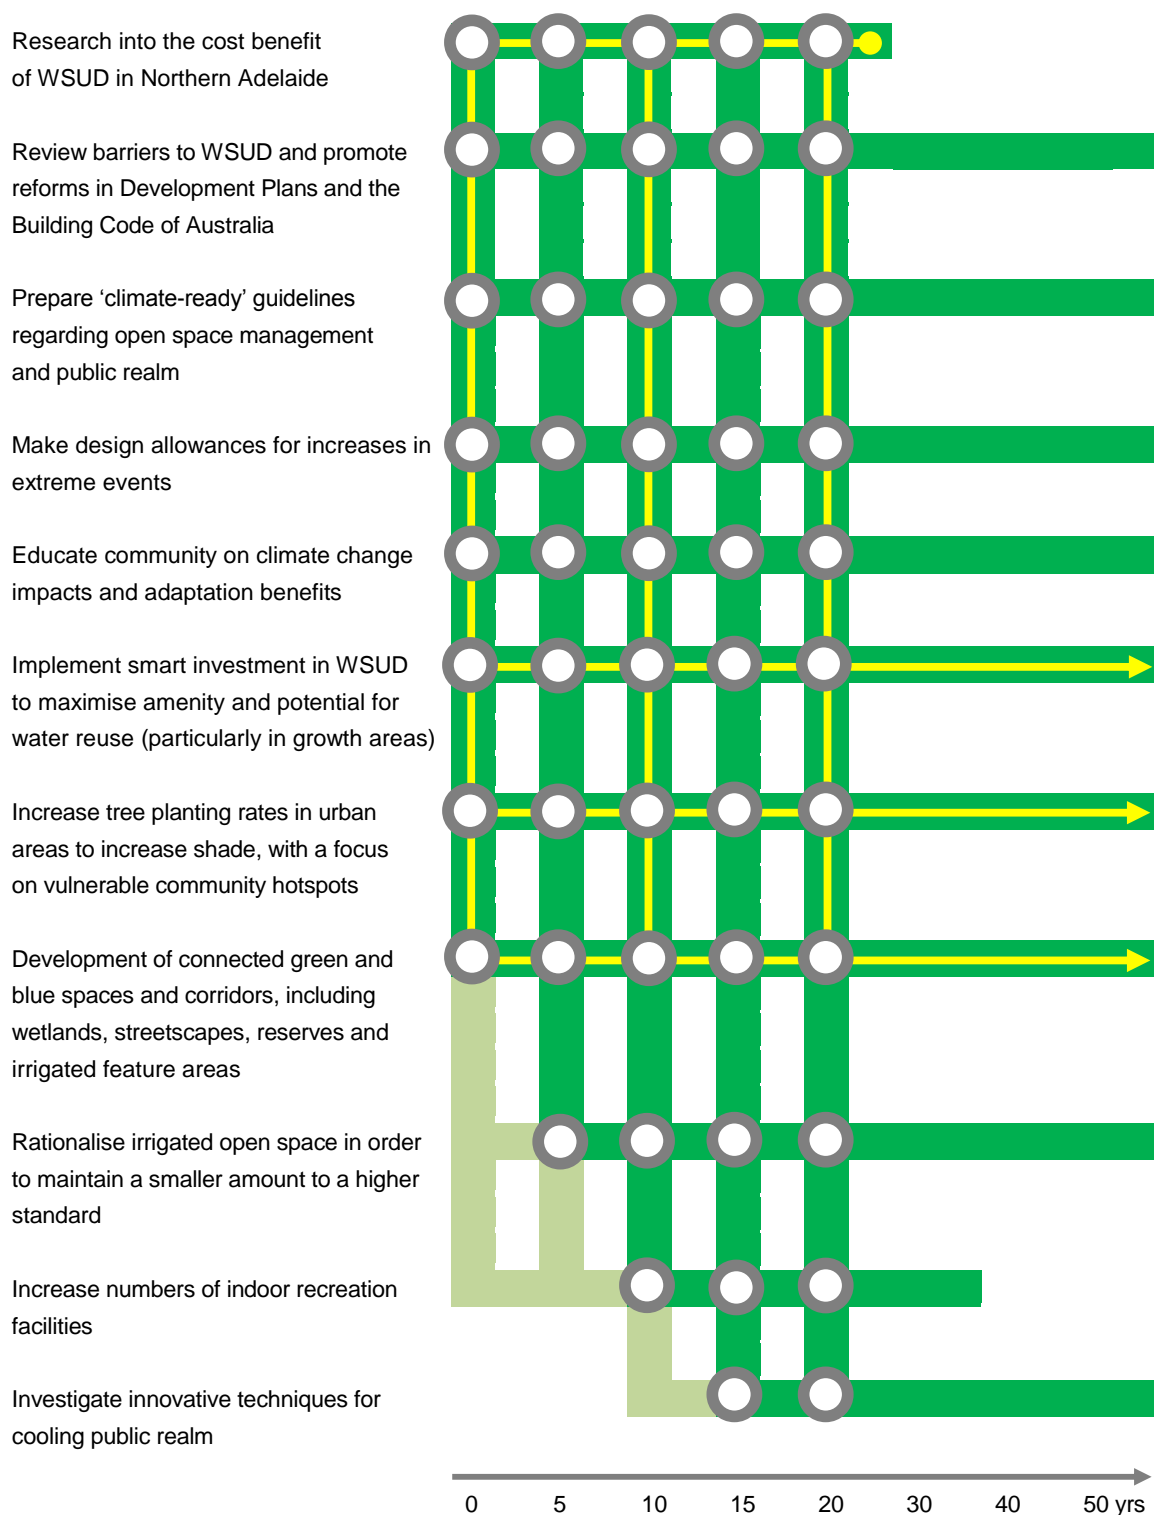 Research into the cost benefit
of WSUD in Northern Adelaide
Review barriers to WSUD and promote
reforms in Development Plans and the
Building Code of Australia
Prepare ‘climate-ready’ guidelines
regarding open space management
and public realm
Make design allowances for increases in
extreme events
Educate community on climate change
impacts and adaptation benefits
Implement smart investment in WSUD
to maximise amenity and potential for
water reuse (particularly in growth areas)
Increase tree planting rates in urban
areas to increase shade, with a focus
on vulnerable community hotspots
Development of connected green and
blue spaces and corridors, including
wetlands, streetscapes, reserves and
irrigated feature areas
Rationalise irrigated open space in order
to maintain a smaller amount to a higher
standard
Increase numbers of indoor recreation
facilities
Investigate innovative techniques for
cooling public realm
0 5 10 15 20 30 40 50 yrs